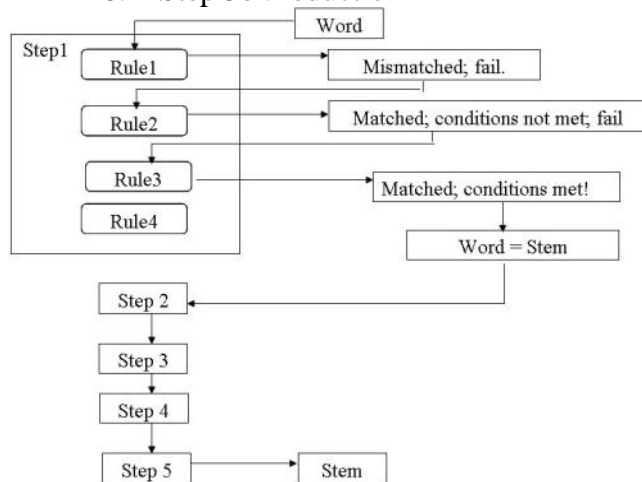 Word
Step1
Rule1
Mismatched; fail.
Rule2
Matched; conditions not met; fail
Rule3
Matched; conditions met!
Rule4
Word = Stem
Step 2
Step 3
Step 4
Step 5
Stem